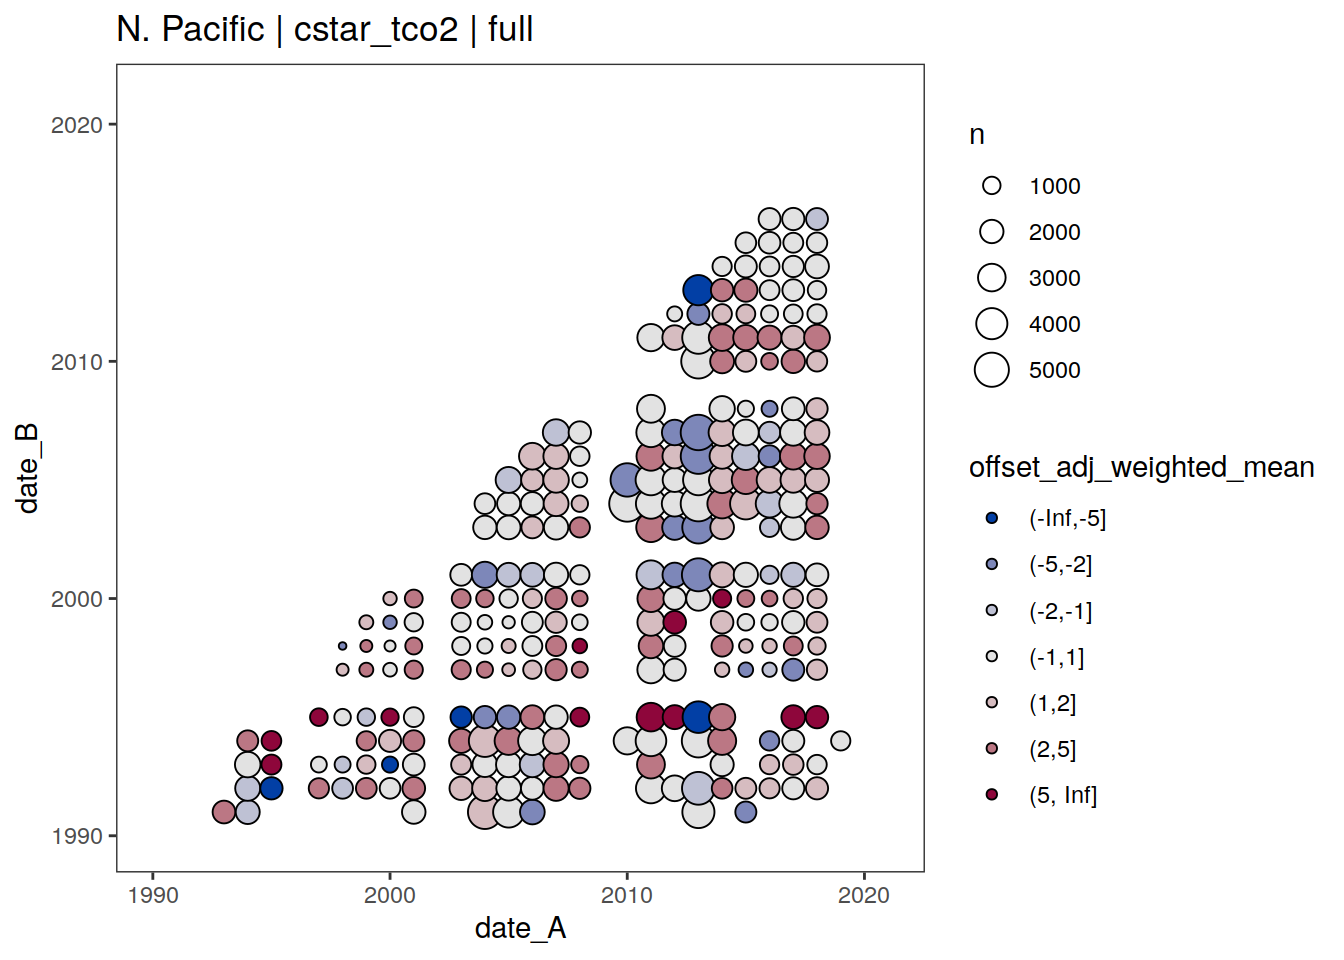 N. Pacific | cstar_tco2 | full
2020
2010
2000
1990
date_B
1990
2000
2010
2020
date_A
n
1000
2000
3000
4000
5000
offset_adj_weighted_mean
(-Inf,-5]
(-5,-2]
(-2,-1]
(-1,1]
(1,2]
(2,5]
(5, Inf]